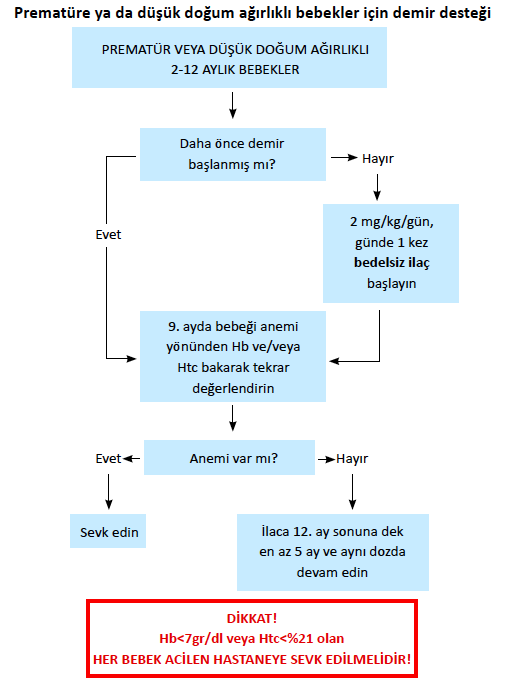 Prematüre ya da düşük doğum ağırlıklı bebekler için demir desteği
PREMATÜR VEYA DÜŞÜK DOĞUM AĞIRLIKLI
2-12 AYLIK BEBEKLER
Daha önce demir
başlanmış mı?
Hayır
Evet
2 mg/kg/gün,
günde 1 kez
bedelsiz ilaç
başlayın
9. ayda bebeği anemi
yönünden Hb ve/veya
Htc bakarak tekrar
değerlendirin
Evet
Anemi var mı?
Hayır
Sevk edin
İlaca 12. ay sonuna dek
en az 5 ay ve aynı dozda
devam edin
DİKKAT!
Hb<7gr/dl veya Htc<%21 olan
HER BEBEK ACİLEN HASTANEYE SEVK EDİLMELİDİR!